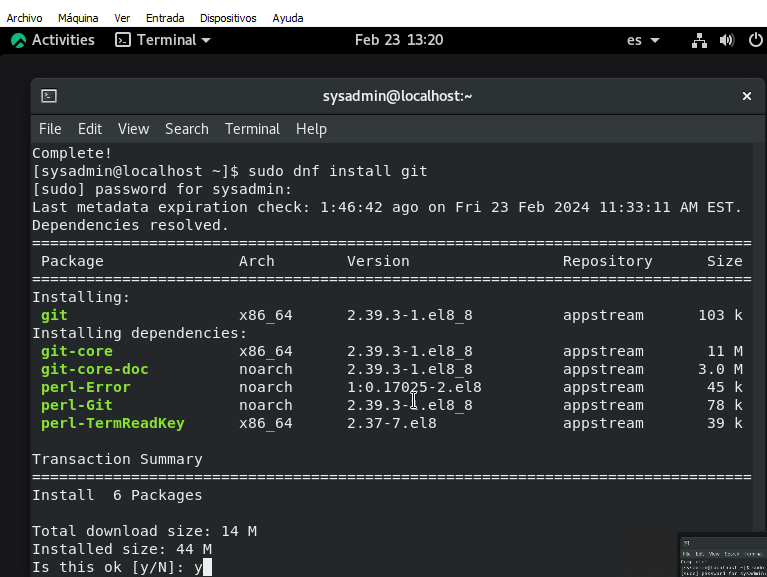 Archivo Máquina Ver Entrada Dispositivos Ayuda
Activities Terminal Feb 23 13:20 es
sysadmin@localhost:~
File Edit View Search Terminal Help
Complete!
[sysadmin@localhost ~]$ sudo dnf install git
[sudo] password for sysadmin:
Last metadata expiration check: 1:46:42 ago on Fri 23 Feb 2024 11:33:11 AM EST.
Dependencies resolved.
================================================================================
Package Arch Version Repository Size
================================================================================
Installing:
git x86_64 2.39.3-1.el8_8 appstream 103 k
Installing dependencies:
git-core x86_64 2.39.3-1.el8_8 appstream 11 M
git-core-doc noarch 2.39.3-1.el8_8 appstream 3.0 M
perl-Error noarch 1:0.17025-2.el8 appstream 45 k
perl-Git noarch 2.39.3-1.el8_8 appstream 78 k
perl-TermReadKey x86_64 2.37-7.el8 appstream 39 k
Transaction Summary
================================================================================
Install 6 Packages
Total download size: 14 M
Installed size: 44 M
Is this ok [y/N]: y
File Edit View Search Termina